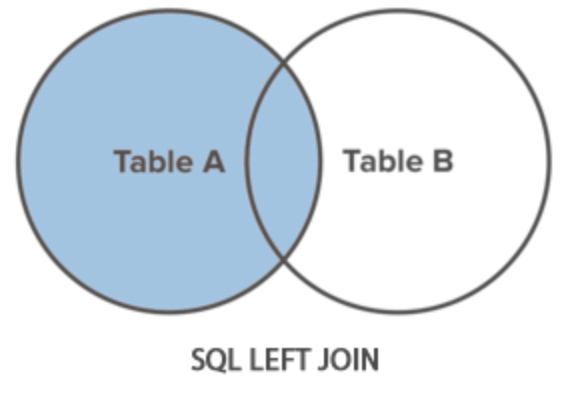 Table A
Table B
SQL LEFT JOIN